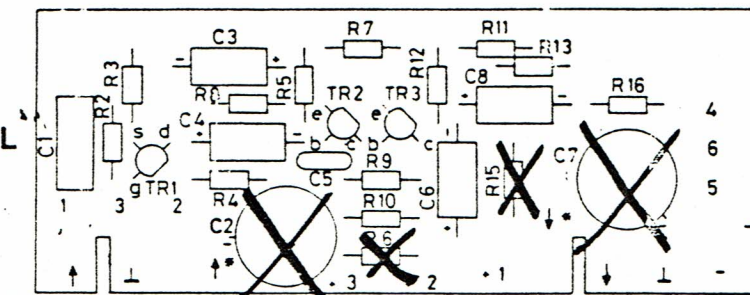 R7
R11
C3
R13
- +
R3
R5
R12
C8
TR2
TR3
R16
R8
- +
R2
e
e
4
C4
L
s d
+ -
C1
b c b c
6
C7
R9
C5
g TR1
R15
5
C6
1 3 2
R4
R10
C2
+
-
R6
+ 3 2 + 1
-